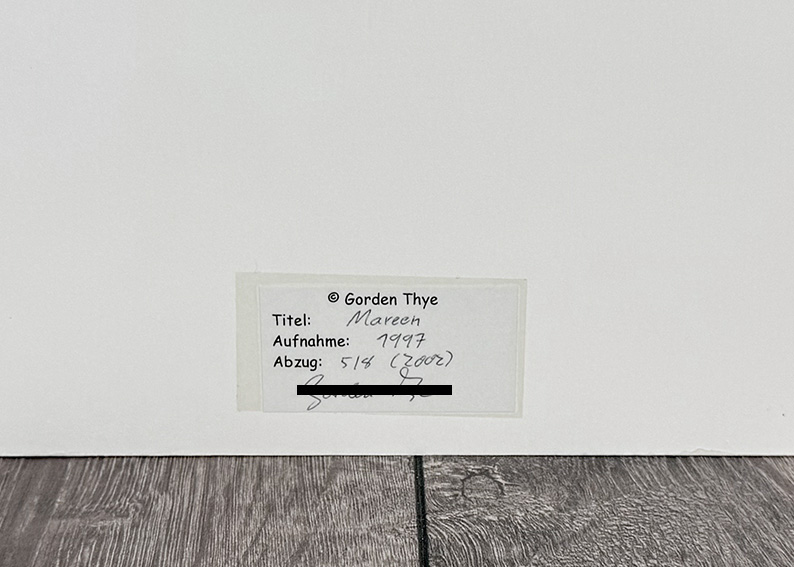 © Gorden Thye
Titel: Mareen
Aufnahme: 1997
Abzug: 5/8 (2002)